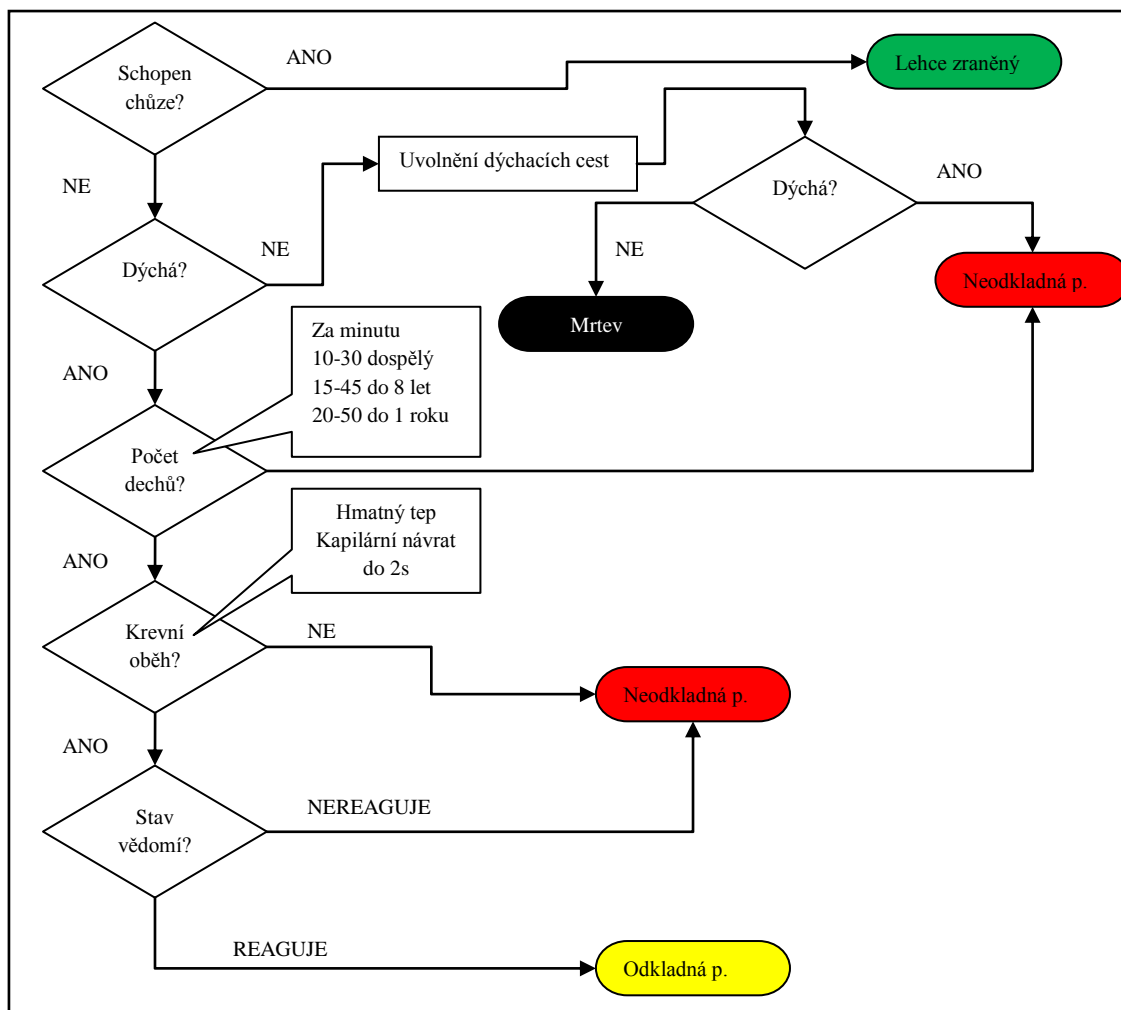 Schopen
chůze?
ANO
Lehce zraněný
NE
Dýchá?
NE
Uvolnění dýchacích cest
Dýchá?
ANO
Neodkladná p.
NE
Mrtev
ANO
Za minutu
10-30 dospělý
15-45 do 8 let
20-50 do 1 roku
Počet
dechů?
ANO
Hmatný tep
Kapilární návrat
do 2s
Krevní
oběh?
NE
Neodkladná p.
ANO
Stav
vědomí?
NEREAGUJE
REAGUJE
Odkladná p.